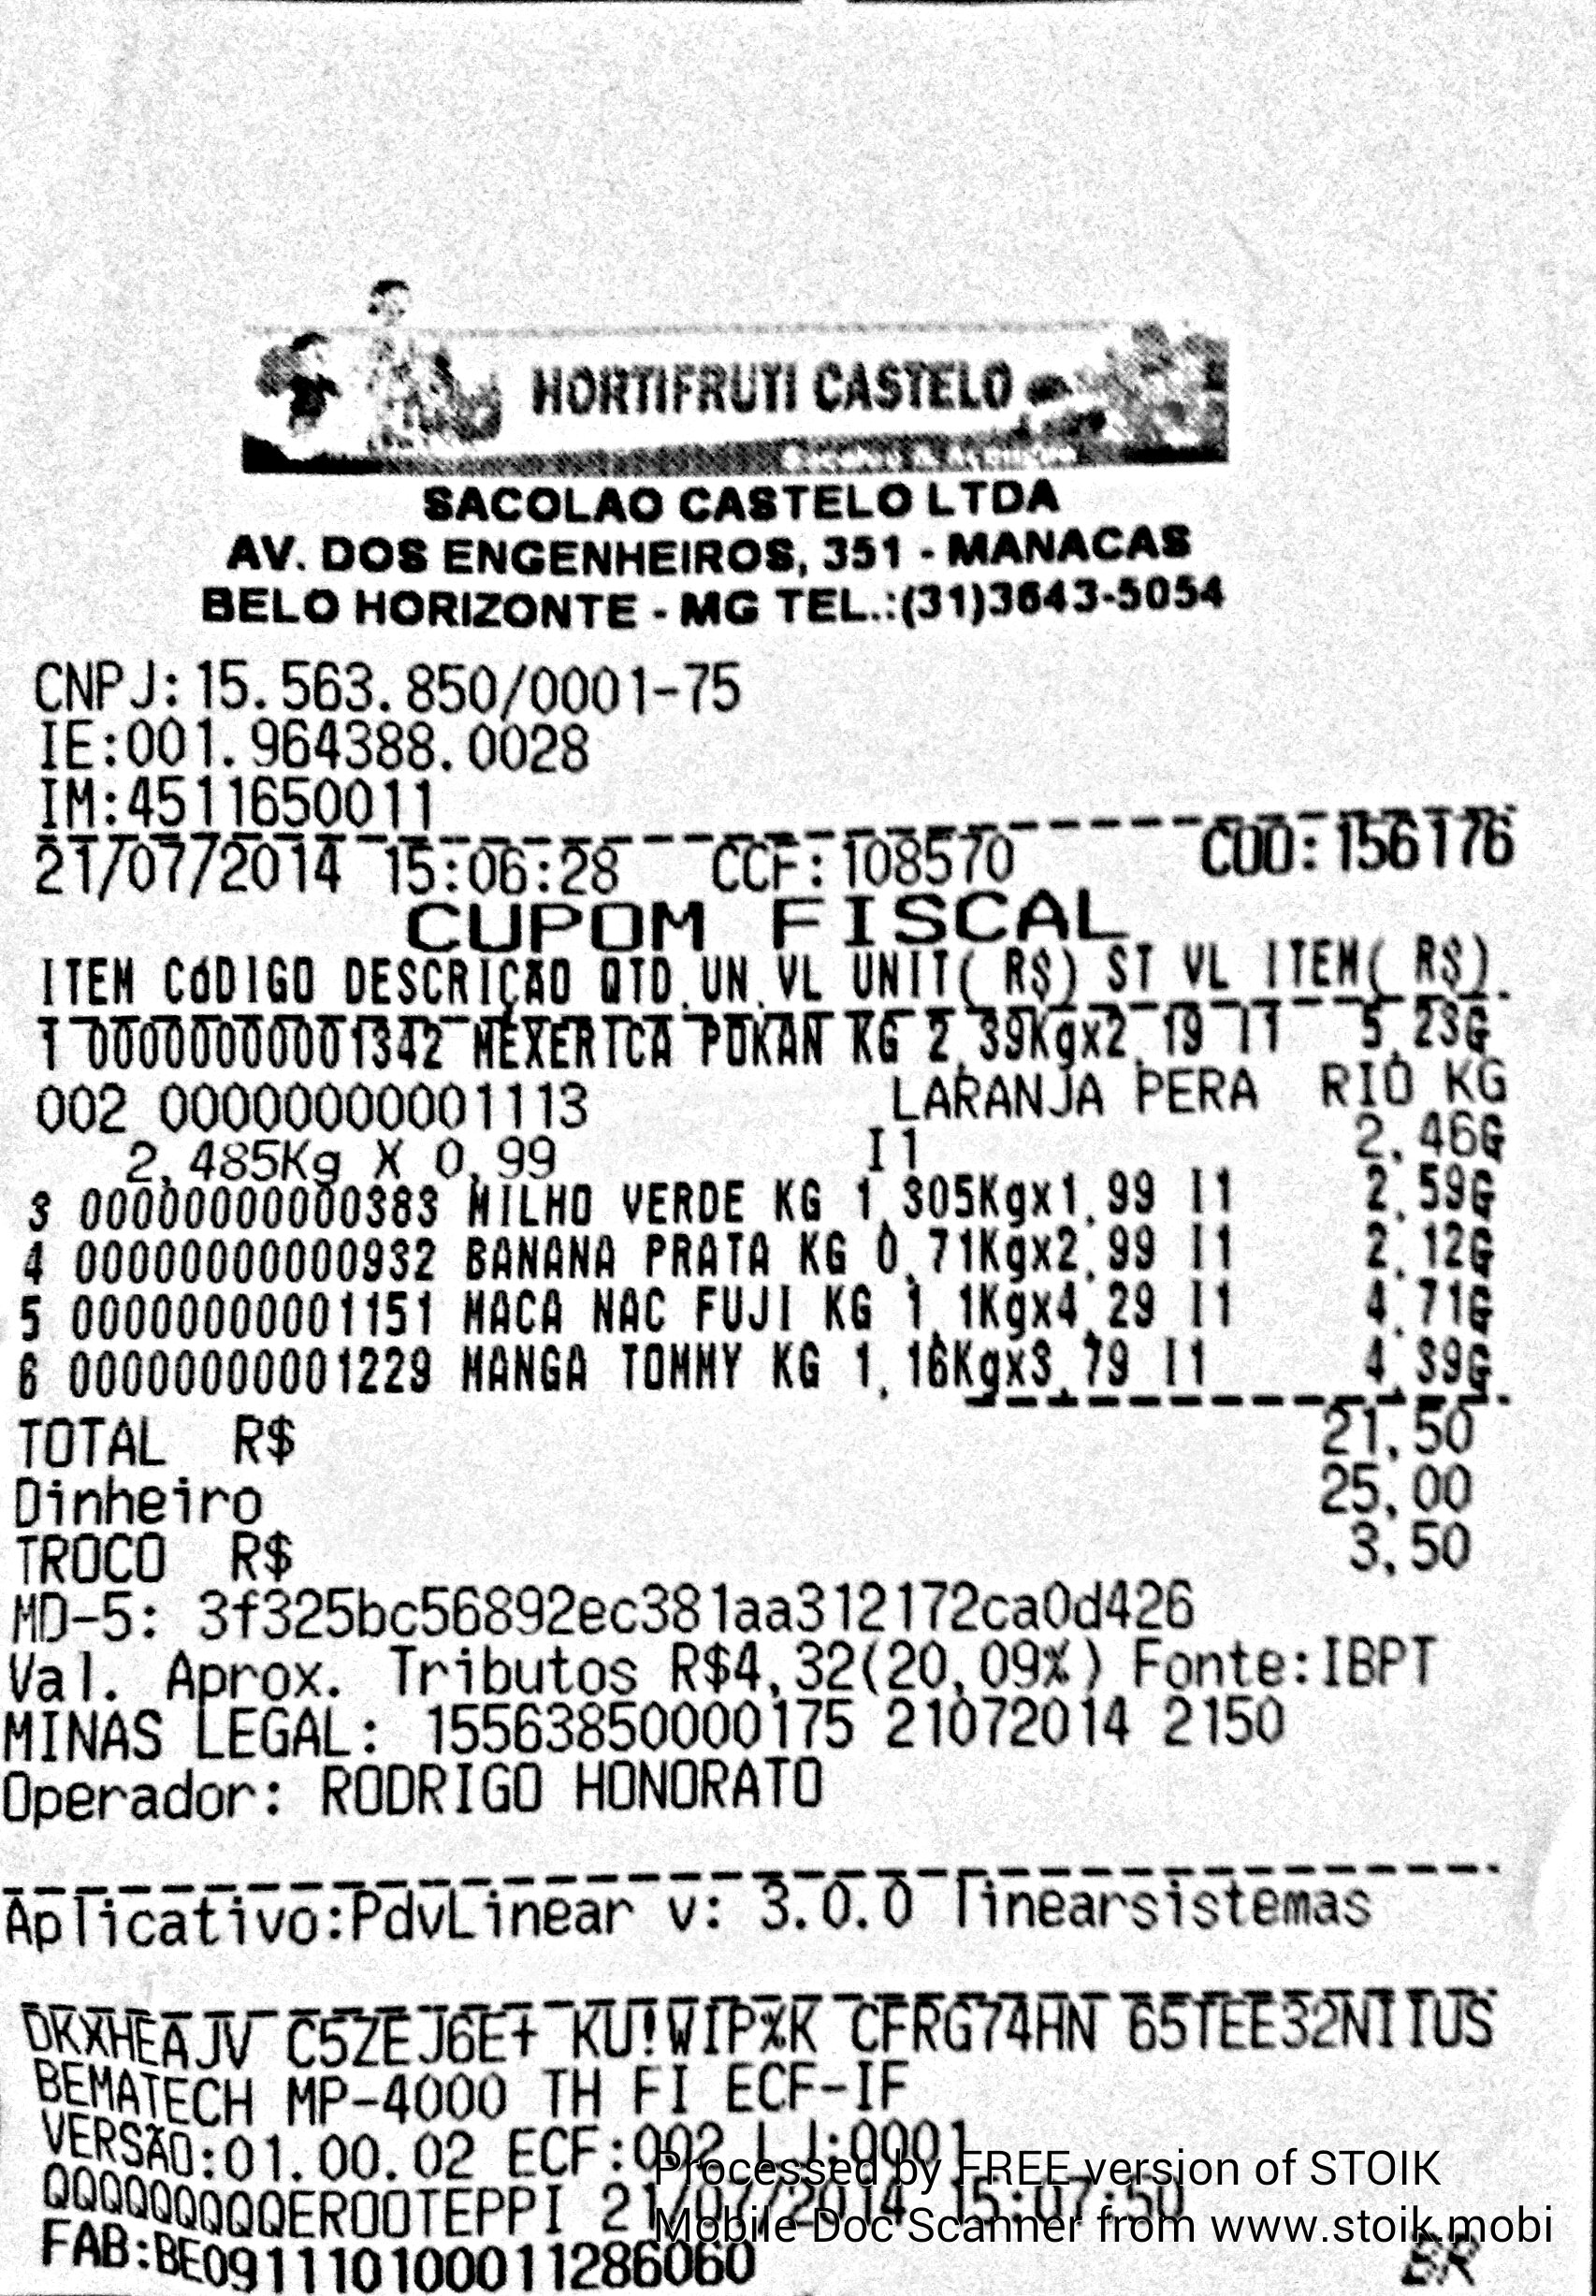 HORTIFRUTI CASTELO
SACOLAO CASTELO LTDA
AV. DOS ENGENHEIROS, 351 - MANACAS
BELO HORIZONTE - MG TEL.:(31)3643-5054
CNPJ:15.563.850/0001-75
IE:001.964388.0028
IM:4511650011
21/07/2014 15:06:28 CCF:108570 COO:156176
CUPOM FISCAL
ITEM CÓDIGO DESCRIÇÃO QTD.UN.VL UNIT( R$) ST VL ITEM( R$)
1 0000000001342 MEXERICA POKAN KG 2,39Kgx2,19 I1 5,23G
002 00000000001113 LARANJA PERA RIO KG
2,485Kg X 0,99 I1 2,46G
3 0000000000383 MILHO VERDE KG 1,305Kgx1,99 I1 2,59G
4 0000000000932 BANANA PRATA KG 0,71Kgx2,99 I1 2,12G
5 0000000001151 MACA NAC FUJI KG 1,1Kgx4,29 I1 4,71G
6 0000000001229 MANGA TOMMY KG 1,16Kgx3,79 I1 4,39G
TOTAL R$ 21,50
Dinheiro 25,00
TROCO R$ 3,50
MD-5: 3f325bc56892ec381aa312172ca0d426
Val. Aprox. Tributos R$4,32(20,09%) Fonte:IBPT
MINAS LEGAL: 15563850000175 21072014 2150
Operador: RODRIGO HONORATO
Aplicativo:PdvLinear v: 3.0.0 linearsistemas
DKXHEAJV C5ZEJ6E+ KU!WIP%K CFRG74HN 65TEE32NITUS
BEMATECH MP-4000 TH FI ECF-IF
VERSÃO:01.00.02 ECF:002 LJ:0001
QQQQQQQQQEROOTEPPI 21/07/2014 15:07:50
FAB:BE091110100011286060 BR
Processed by FREE version of STOIK
Mobile Doc Scanner from www.stoik.mobi